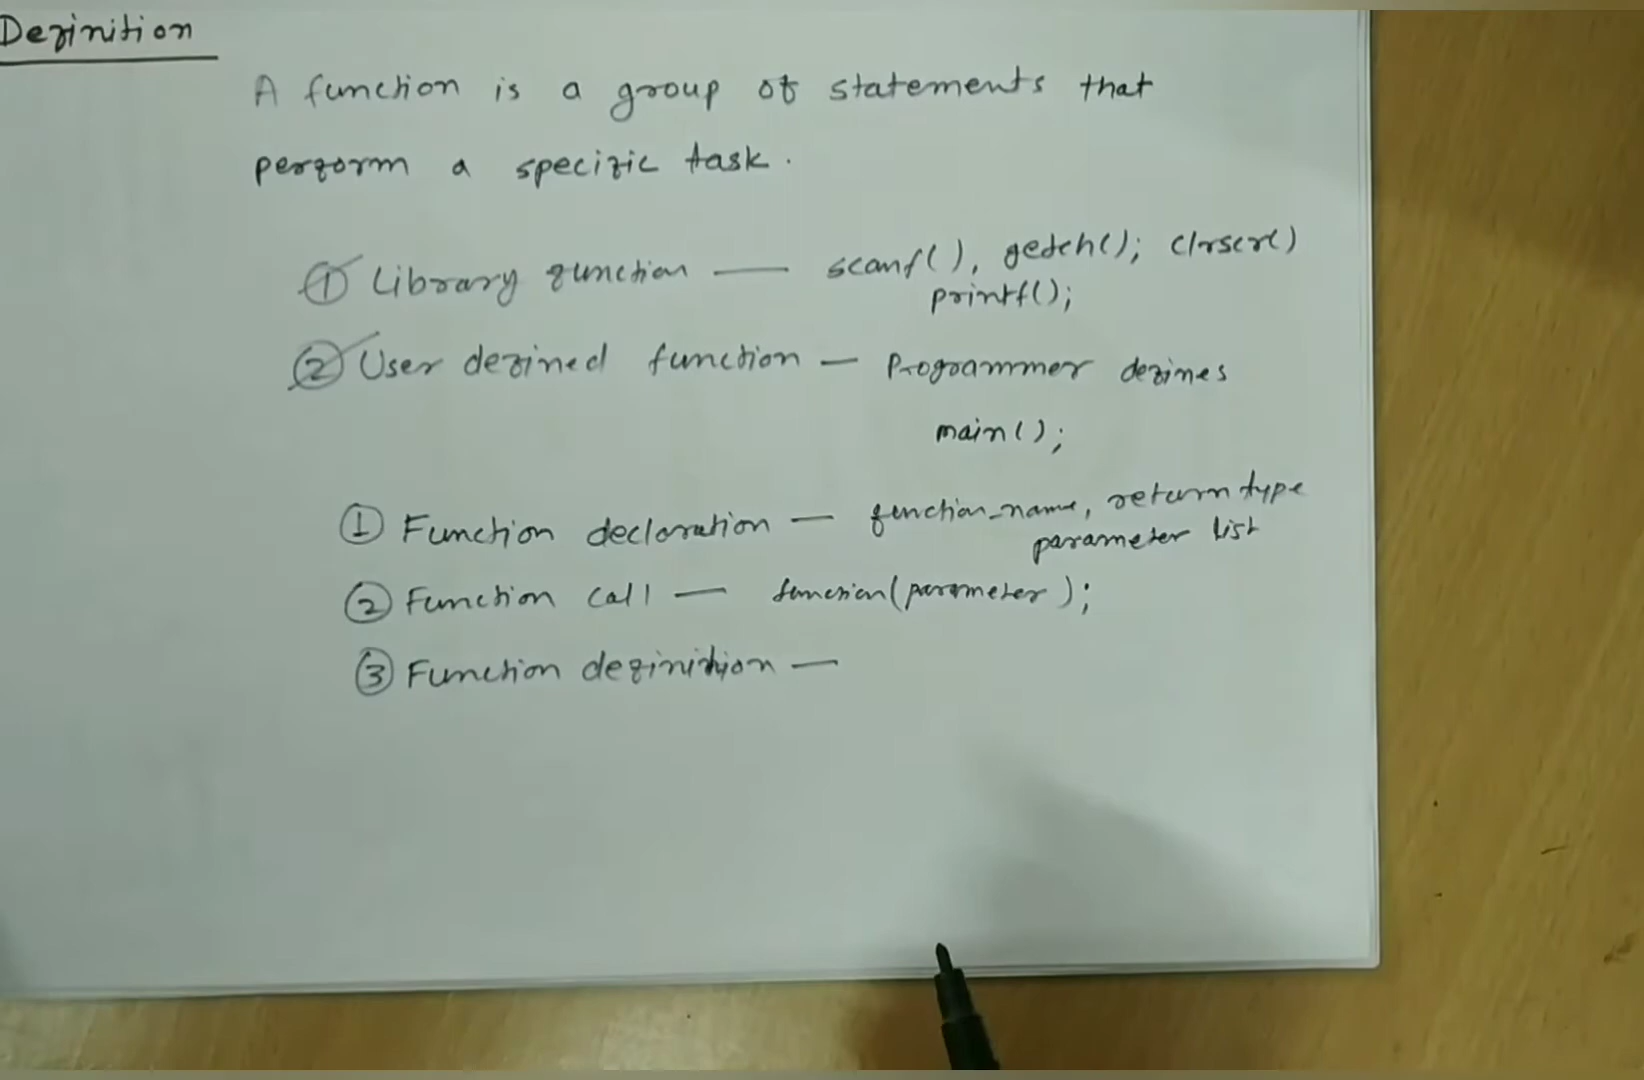 Definition
A function is a group of statements that
perform a specific task.
① Library function — scanf(), getch(); clrscr()
printf();
② User defined function — Programmer defines
main();
① Function declaration — function_name, return type
parameter list
② Function call — function(parameter);
③ Function definition —